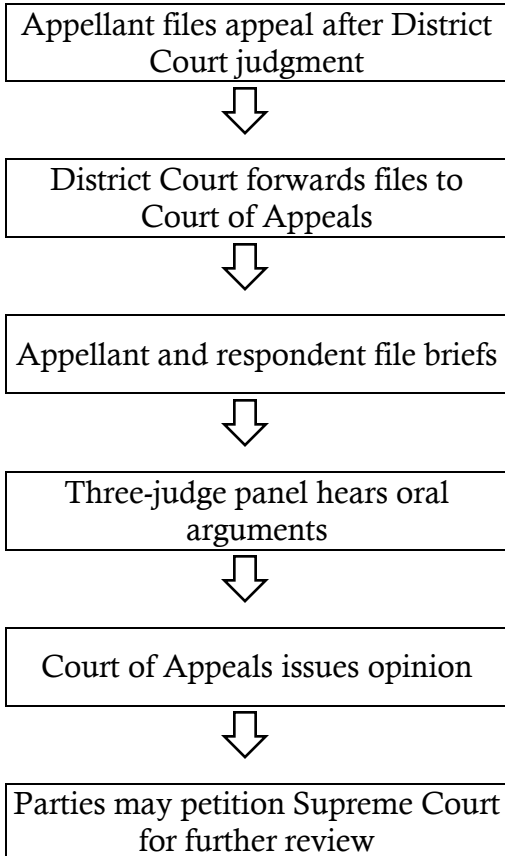 Appellant files appeal after District
Court judgment
District Court forwards files to
Court of Appeals
Appellant and respondent file briefs
Three-judge panel hears oral
arguments
Court of Appeals issues opinion
Parties may petition Supreme Court
for further review